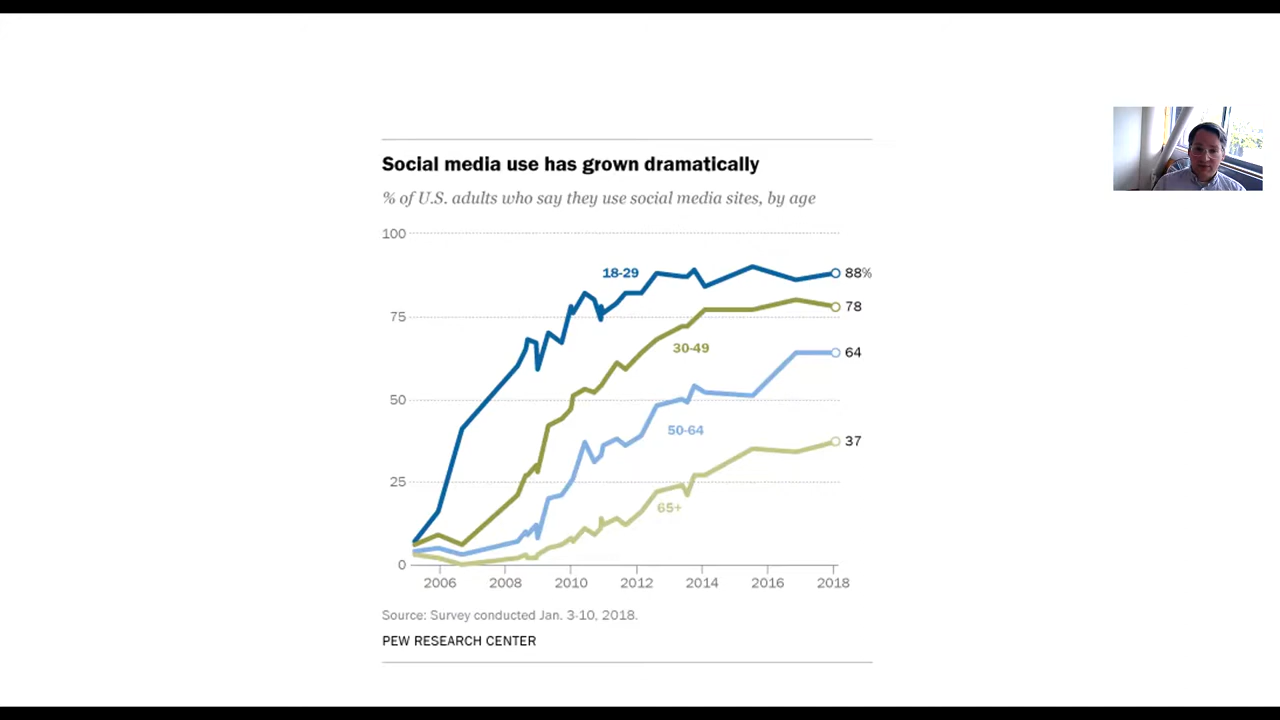 Social media use has grown dramatically
% of U.S. adults who say they use social media sites, by age
100
18-29
88%
78
75
30-49
64
50
50-64
37
25
65+
0
2006 2008 2010 2012 2014 2016 2018
Source: Survey conducted Jan. 3-10, 2018.
PEW RESEARCH CENTER